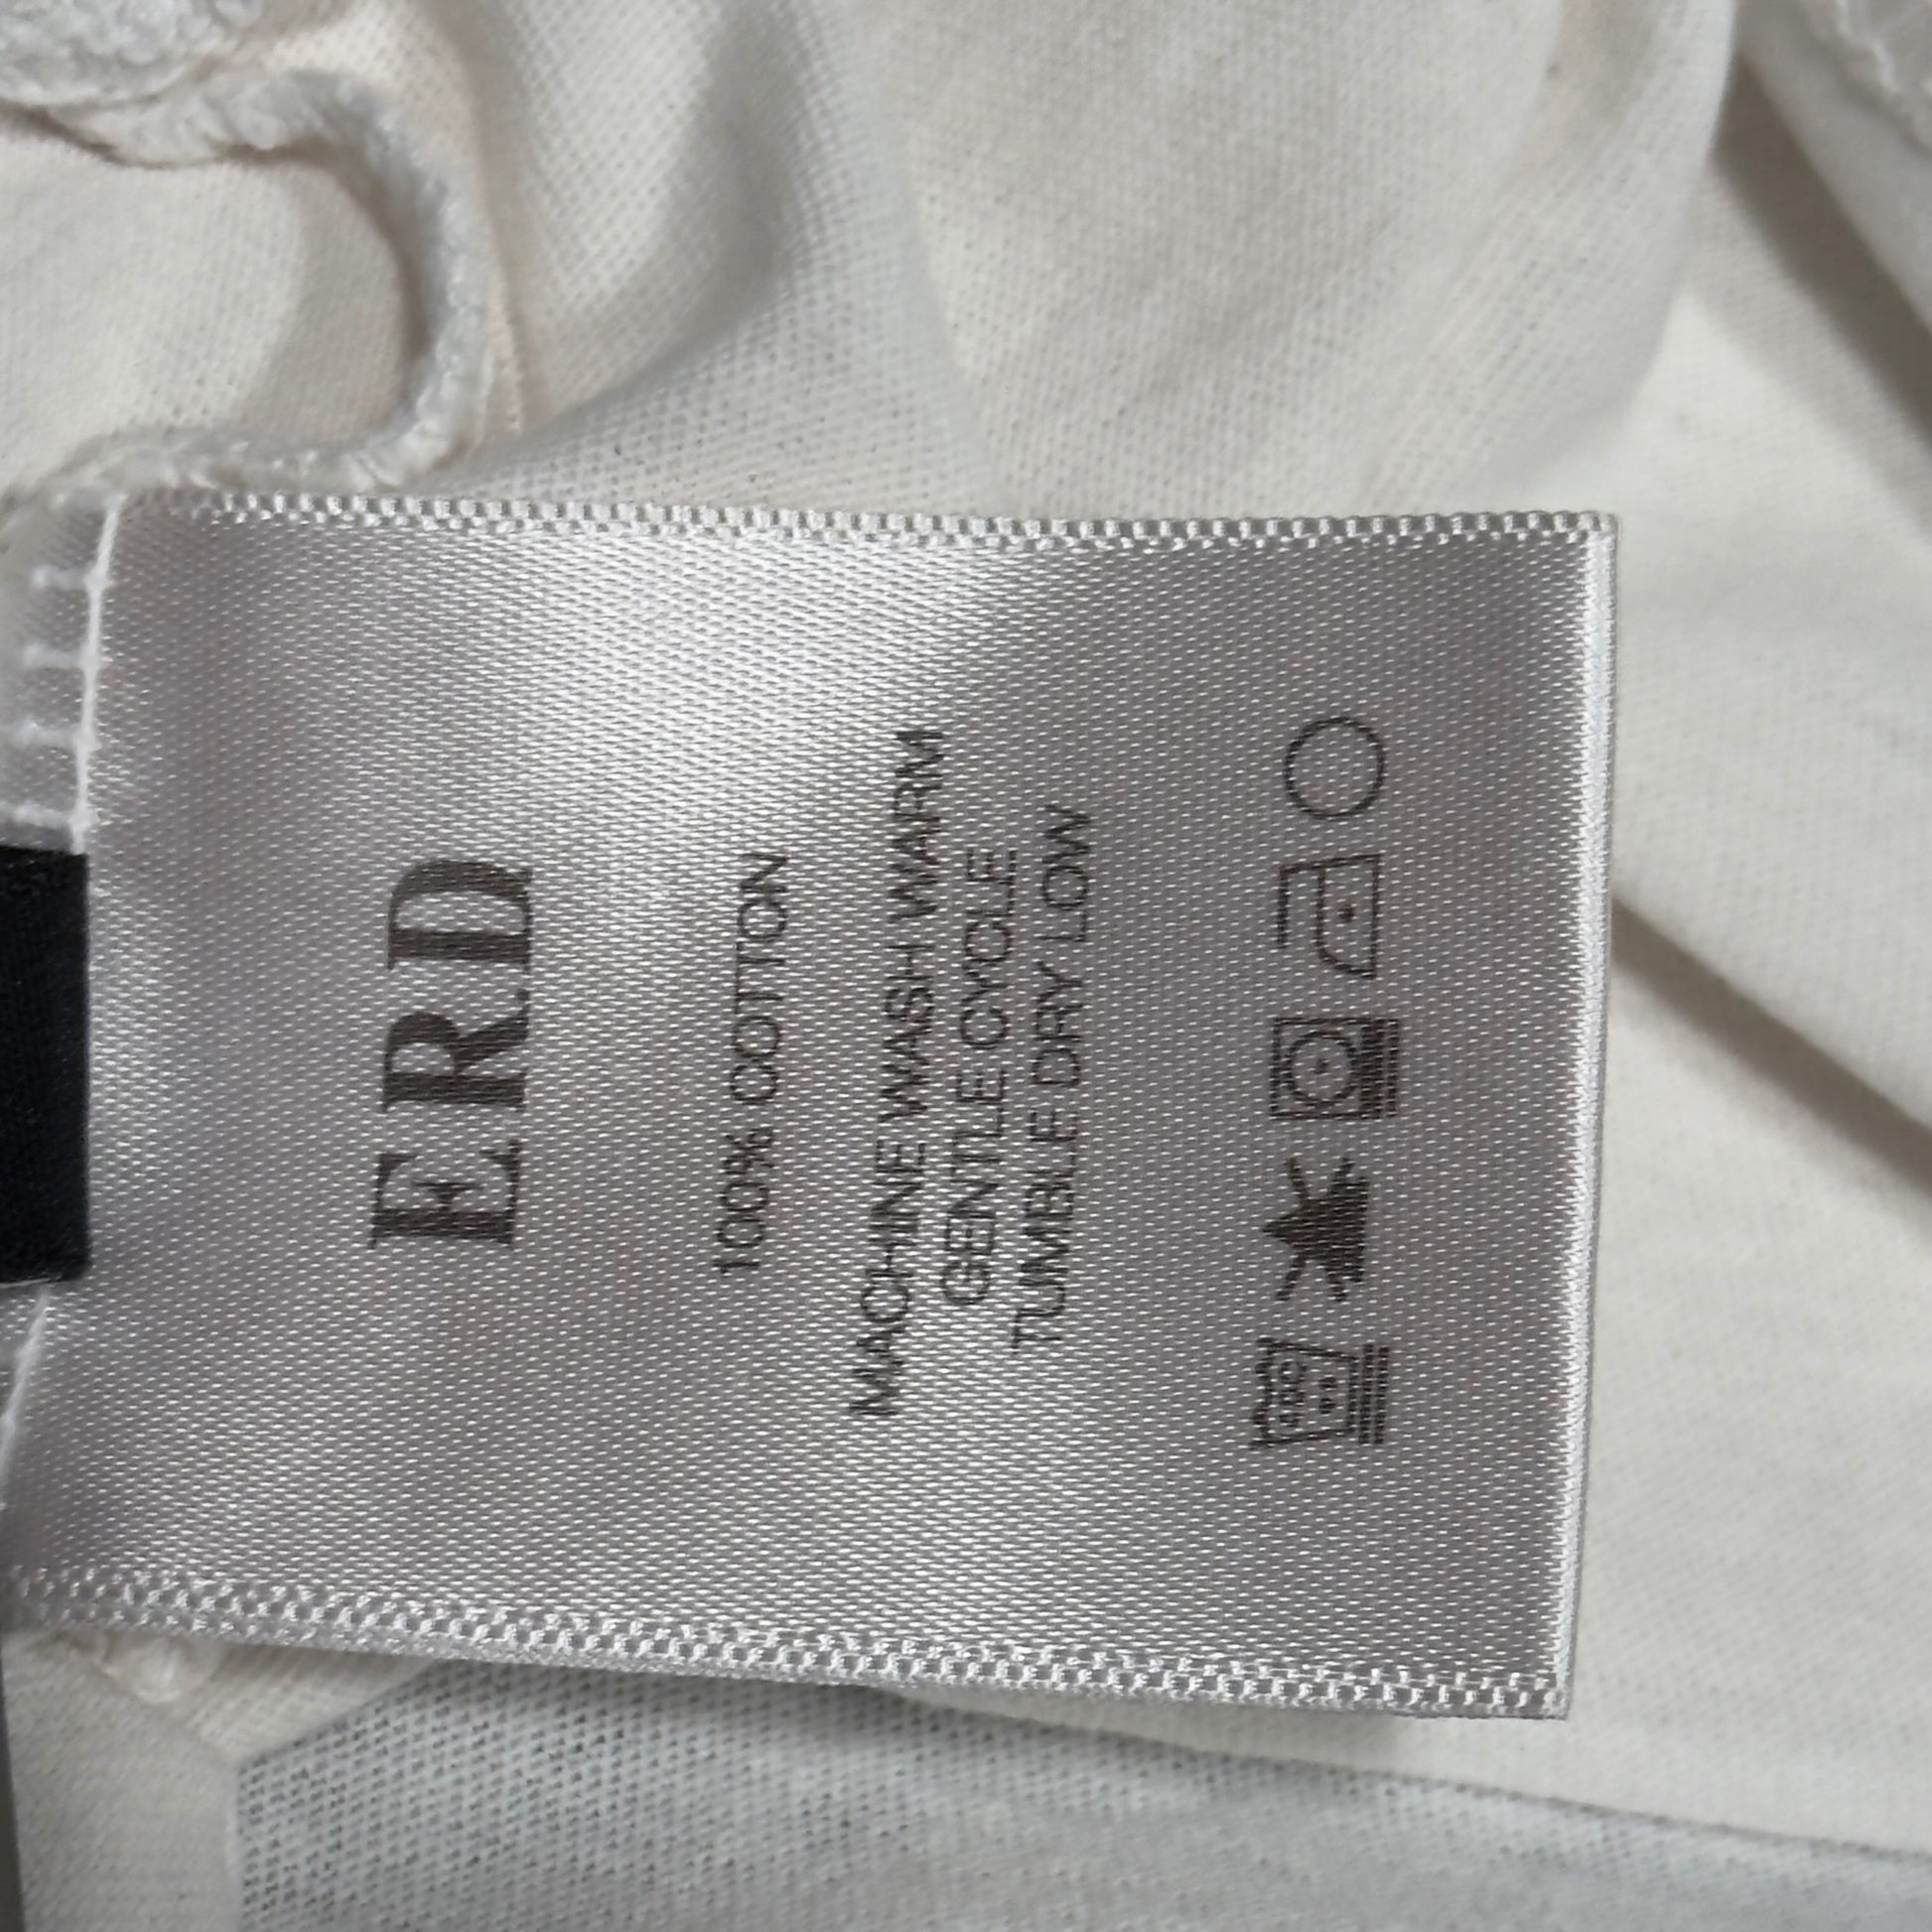 ERD
100% COTTON
MACHINE WASH WARM
GENTLE CYCLE
TUMBLE DRY LOW